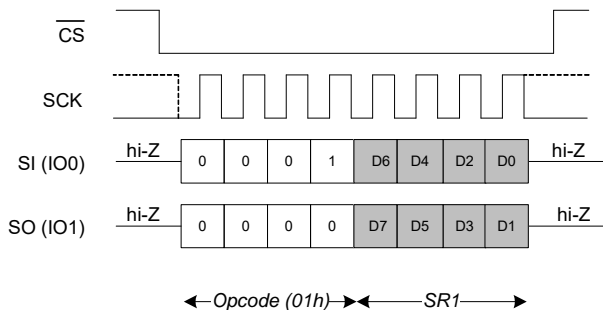 CS
SCK
hi-Z hi-Z
SI (IO0) 0 0 0 1 D6 D4 D2 D0
hi-Z hi-Z
SO (IO1) 0 0 0 0 D7 D5 D3 D1
Opcode (01h) SR1